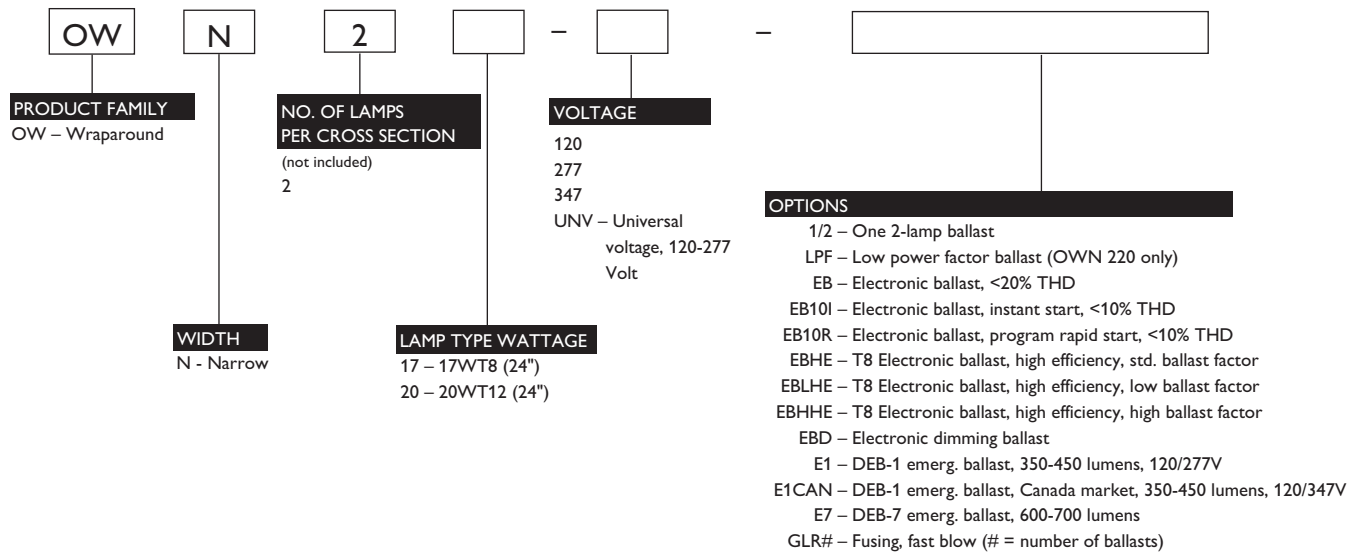 OW N 2 – –
PRODUCT FAMILY
OW – Wraparound
NO. OF LAMPS
PER CROSS SECTION
(not included)
2
VOLTAGE
120
277
347
UNV – Universal
voltage, 120-277
Volt
WIDTH
N - Narrow
LAMP TYPE WATTAGE
17 – 17WT8 (24")
20 – 20WT12 (24")
OPTIONS
1/2 – One 2-lamp ballast
LPF – Low power factor ballast (OWN 220 only)
EB – Electronic ballast, <20% THD
EB10I – Electronic ballast, instant start, <10% THD
EB10R – Electronic ballast, program rapid start, <10% THD
EBHE – T8 Electronic ballast, high efficiency, std. ballast factor
EBLHE – T8 Electronic ballast, high efficiency, low ballast factor
EBHHE – T8 Electronic ballast, high efficiency, high ballast factor
EBD – Electronic dimming ballast
E1 – DEB-1 emerg. ballast, 350-450 lumens, 120/277V
E1CAN – DEB-1 emerg. ballast, Canada market, 350-450 lumens, 120/347V
E7 – DEB-7 emerg. ballast, 600-700 lumens
GLR# – Fusing, fast blow (# = number of ballasts)